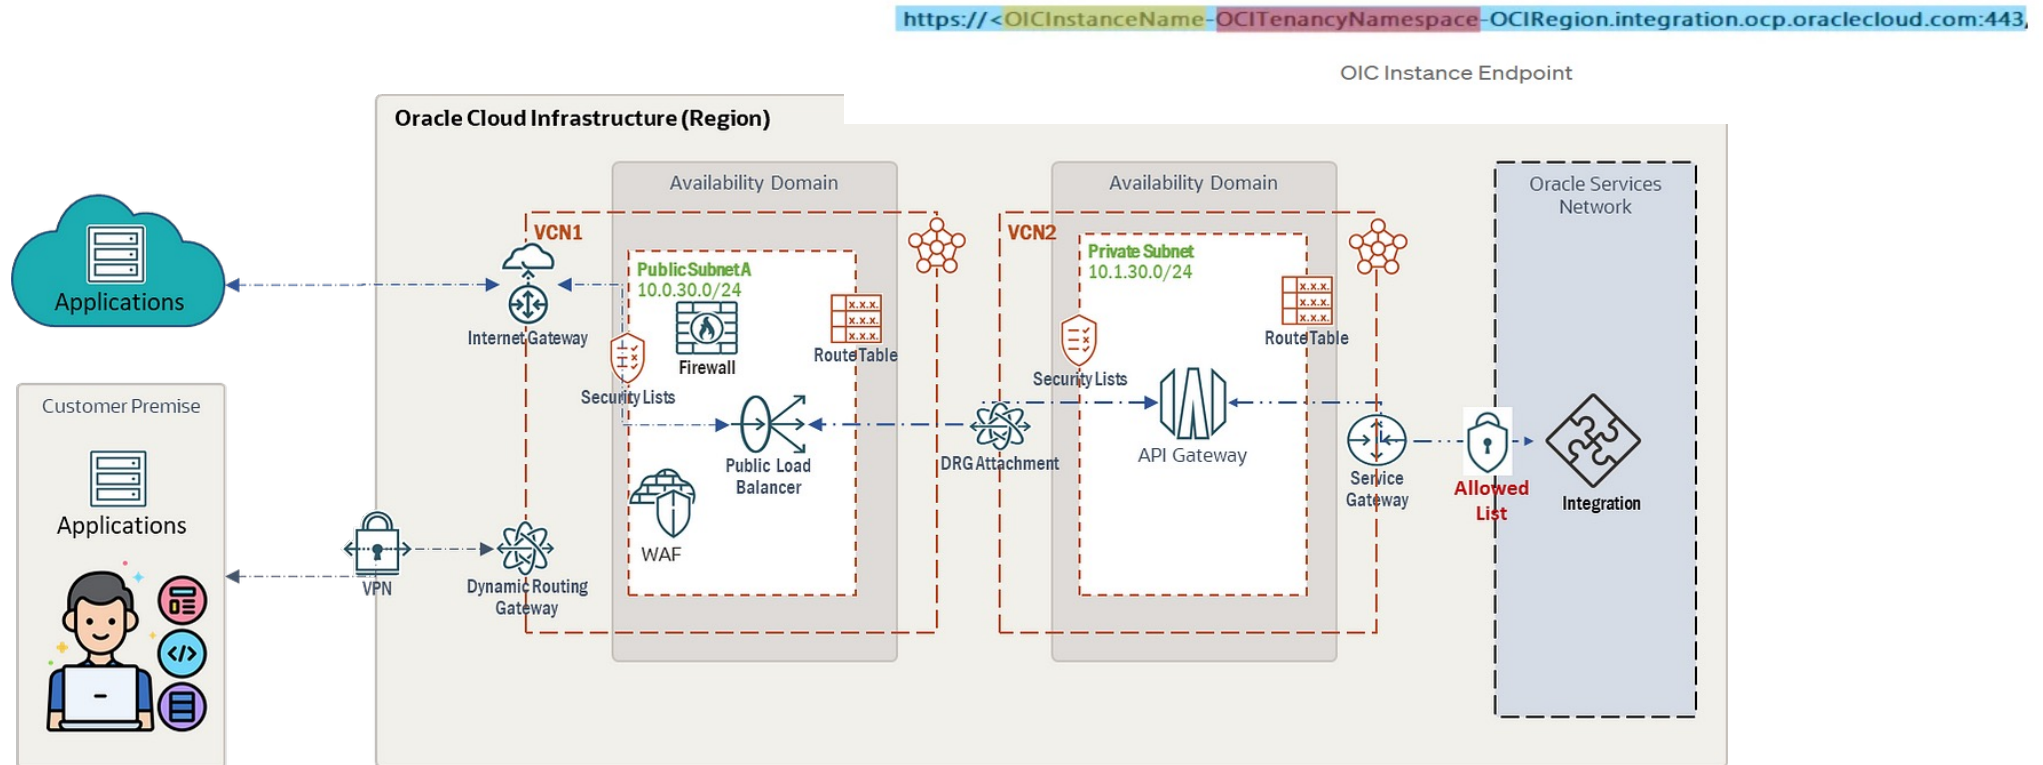 https://<OICInstanceName-OCITenancyNamespace-OCIRegion.integration.ocp.oraclecloud.com:443,
OIC Instance Endpoint
Oracle Cloud Infrastructure (Region)
Availability Domain
Availability Domain
Oracle Services
Network
VCN1
VCN2
Public Subnet A
10.0.30.0/24
Private Subnet
10.1.30.0/24
Applications
Internet Gateway
Firewall
x.x.x.
x.x.x.
x.x.x.
Route Table
x.x.x.
x.x.x.
x.x.x.
Route Table
Security Lists
Security Lists
Customer Premise
Applications
Public Load
Balancer
DRG Attachment
API Gateway
Service
Gateway
Allowed
List
Integration
WAF
VPN
Dynamic Routing
Gateway